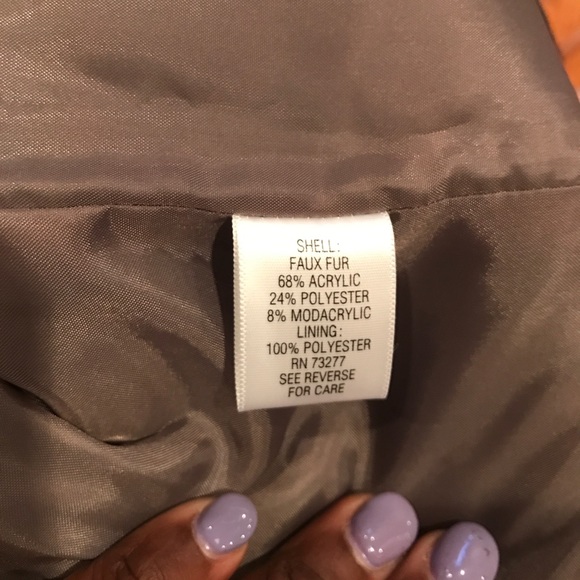 SHELL:
FAUX FUR
68% ACRYLIC
24% POLYESTER
8% MODACRYLIC
LINING:
100% POLYESTER
RN 73277
SEE REVERSE
FOR CARE